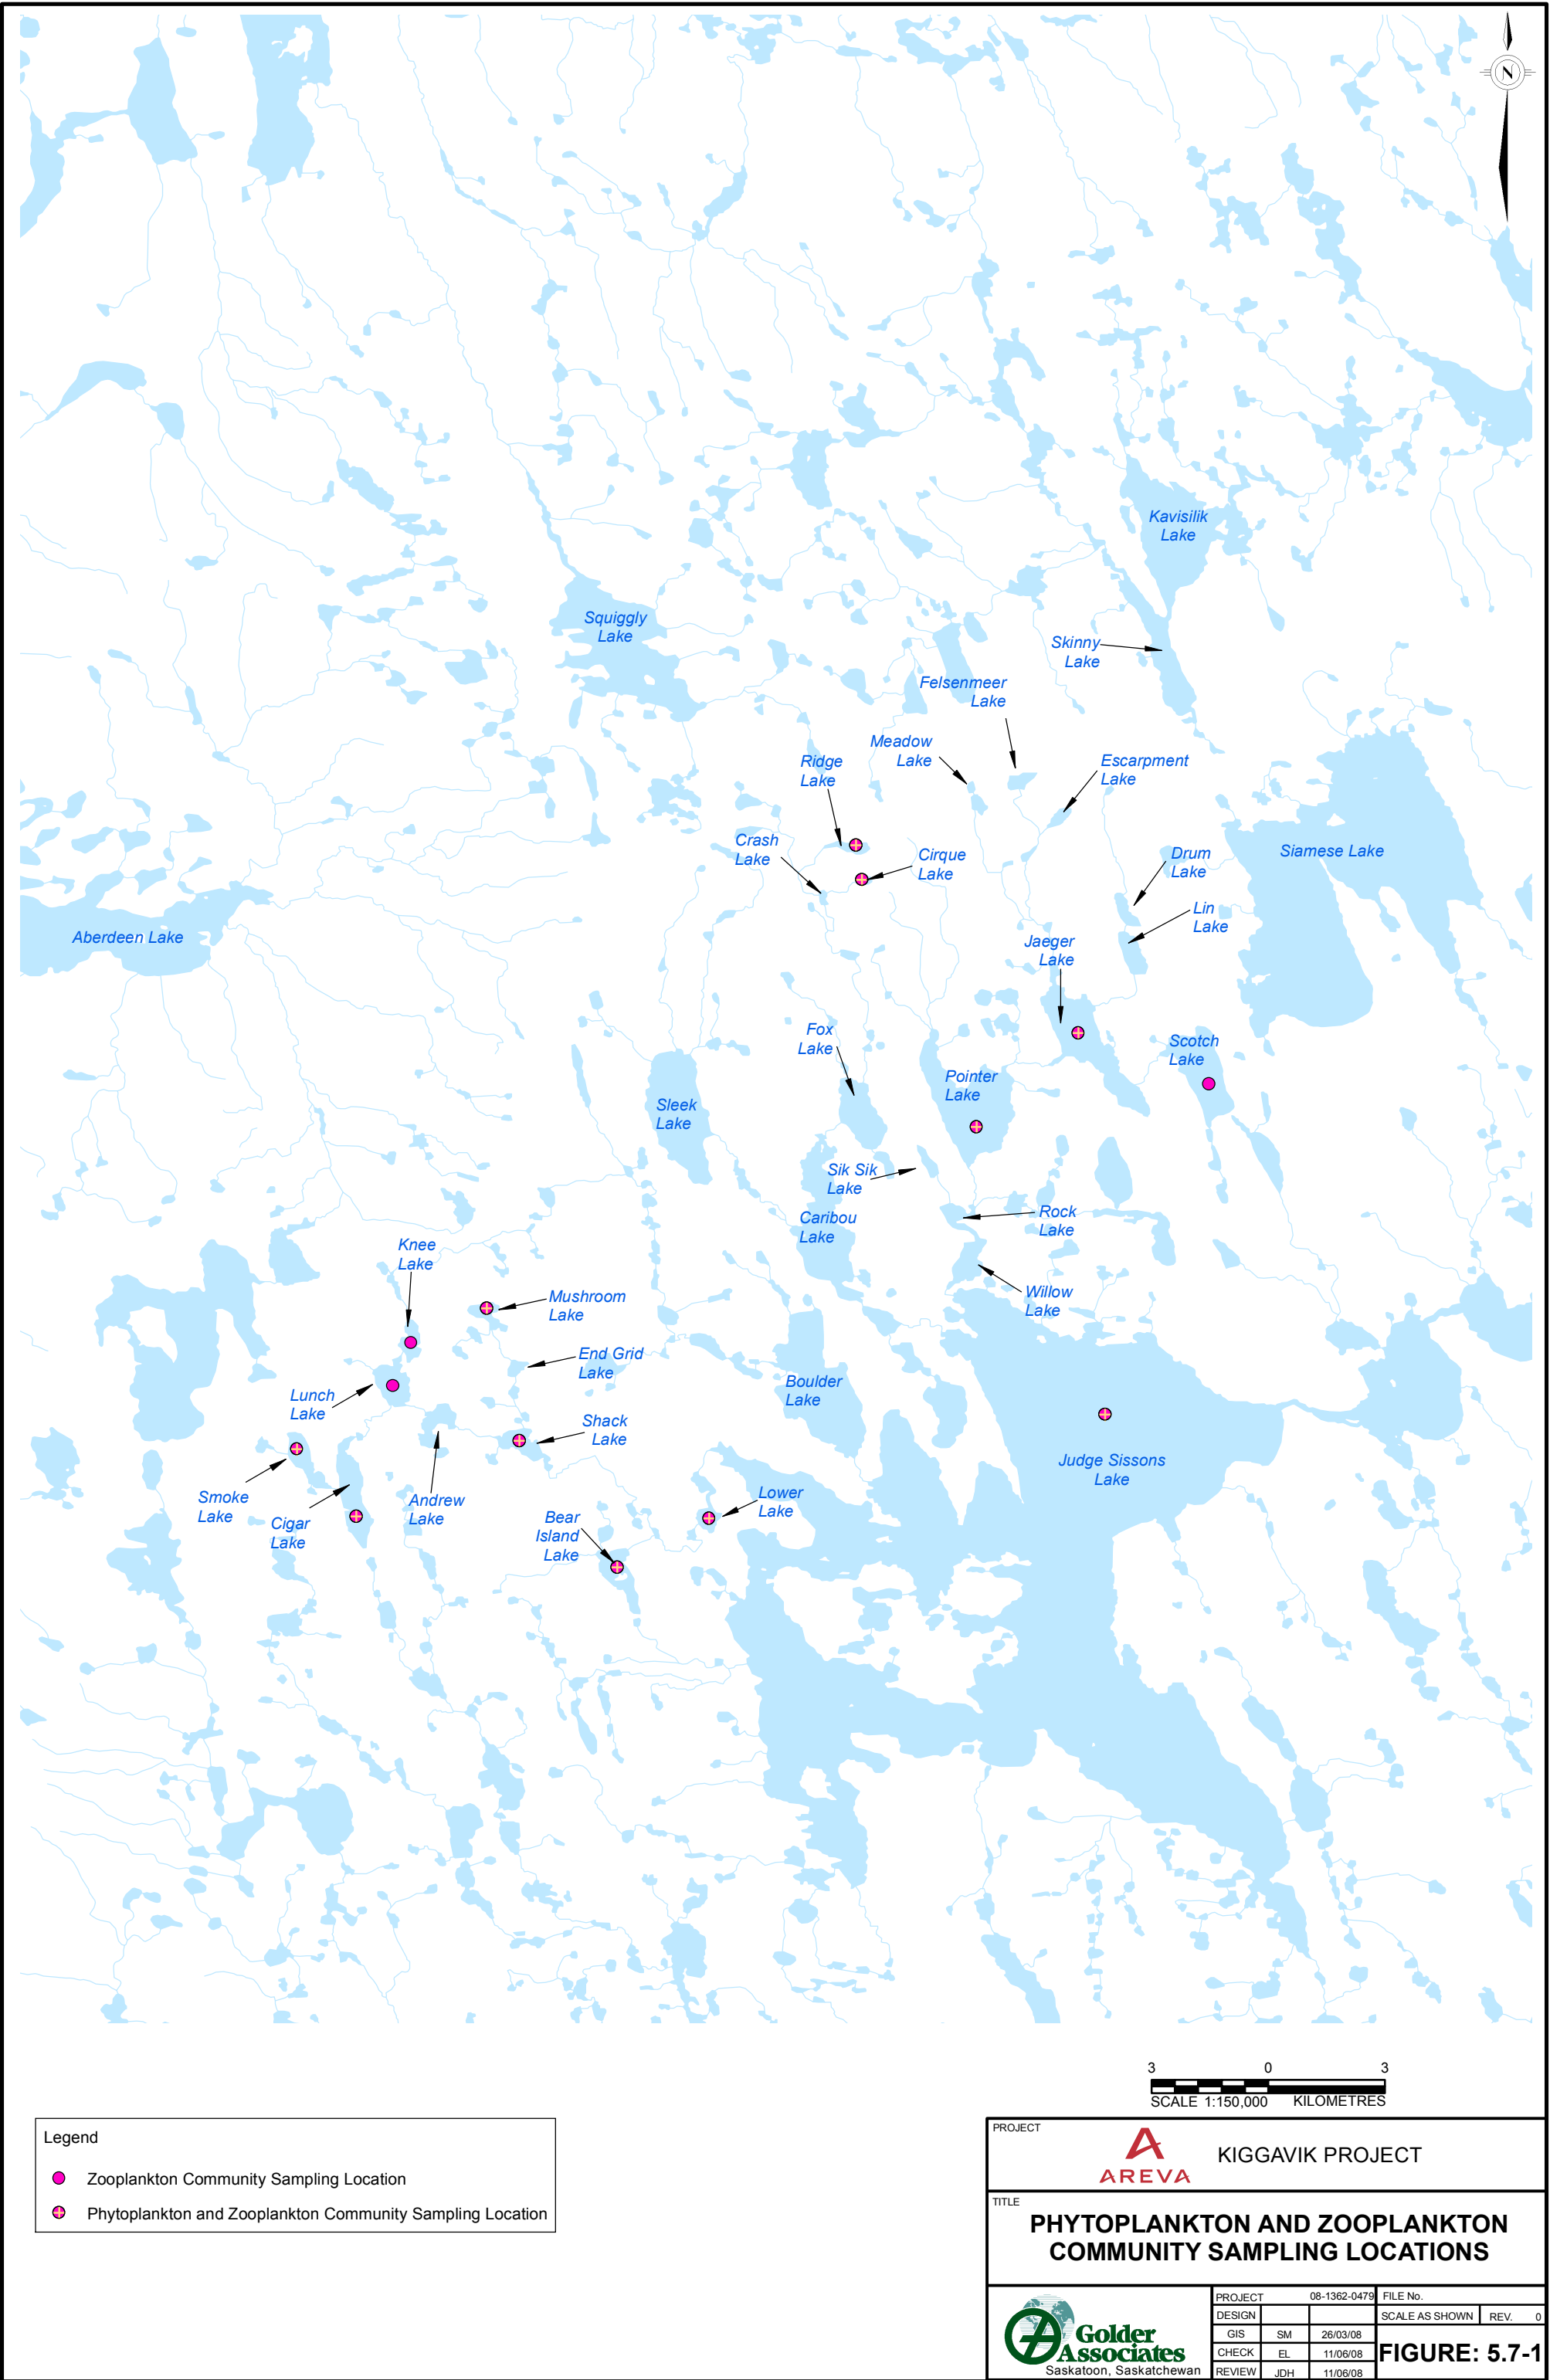 N
Kavisilik
Lake
Squiggly
Lake
Skinny
Lake
Felsenmeer
Lake
Meadow
Lake
Ridge
Lake
Escarpment
Lake
Crash
Lake
Cirque
Lake
Drum
Lake
Siamese Lake
Lin
Lake
Aberdeen Lake
Jaeger
Lake
Fox
Lake
Scotch
Lake
Pointer
Lake
Sleek
Lake
Sik Sik
Lake
Caribou
Lake
Rock
Lake
Knee
Lake
Mushroom
Lake
Willow
Lake
End Grid
Lake
Boulder
Lake
Lunch
Lake
Shack
Lake
Judge Sissons
Lake
Smoke
Lake
Cigar
Lake
Andrew
Lake
Bear
Island
Lake
Lower
Lake
3 0 3
SCALE 1:150,000 KILOMETRES
Legend
Zooplankton Community Sampling Location
Phytoplankton and Zooplankton Community Sampling Location
PROJECT
AREVA
KIGGAVIK PROJECT
TITLE
PHYTOPLANKTON AND ZOOPLANKTON
COMMUNITY SAMPLING LOCATIONS
Golder
Associates
Saskatoon, Saskatchewan
PROJECT 08-1362-0479 FILE No.
DESIGN SCALE AS SHOWN REV. 0
GIS SM 26/03/08
CHECK EL 11/06/08
REVIEW JDH 11/06/08
FIGURE: 5.7-1